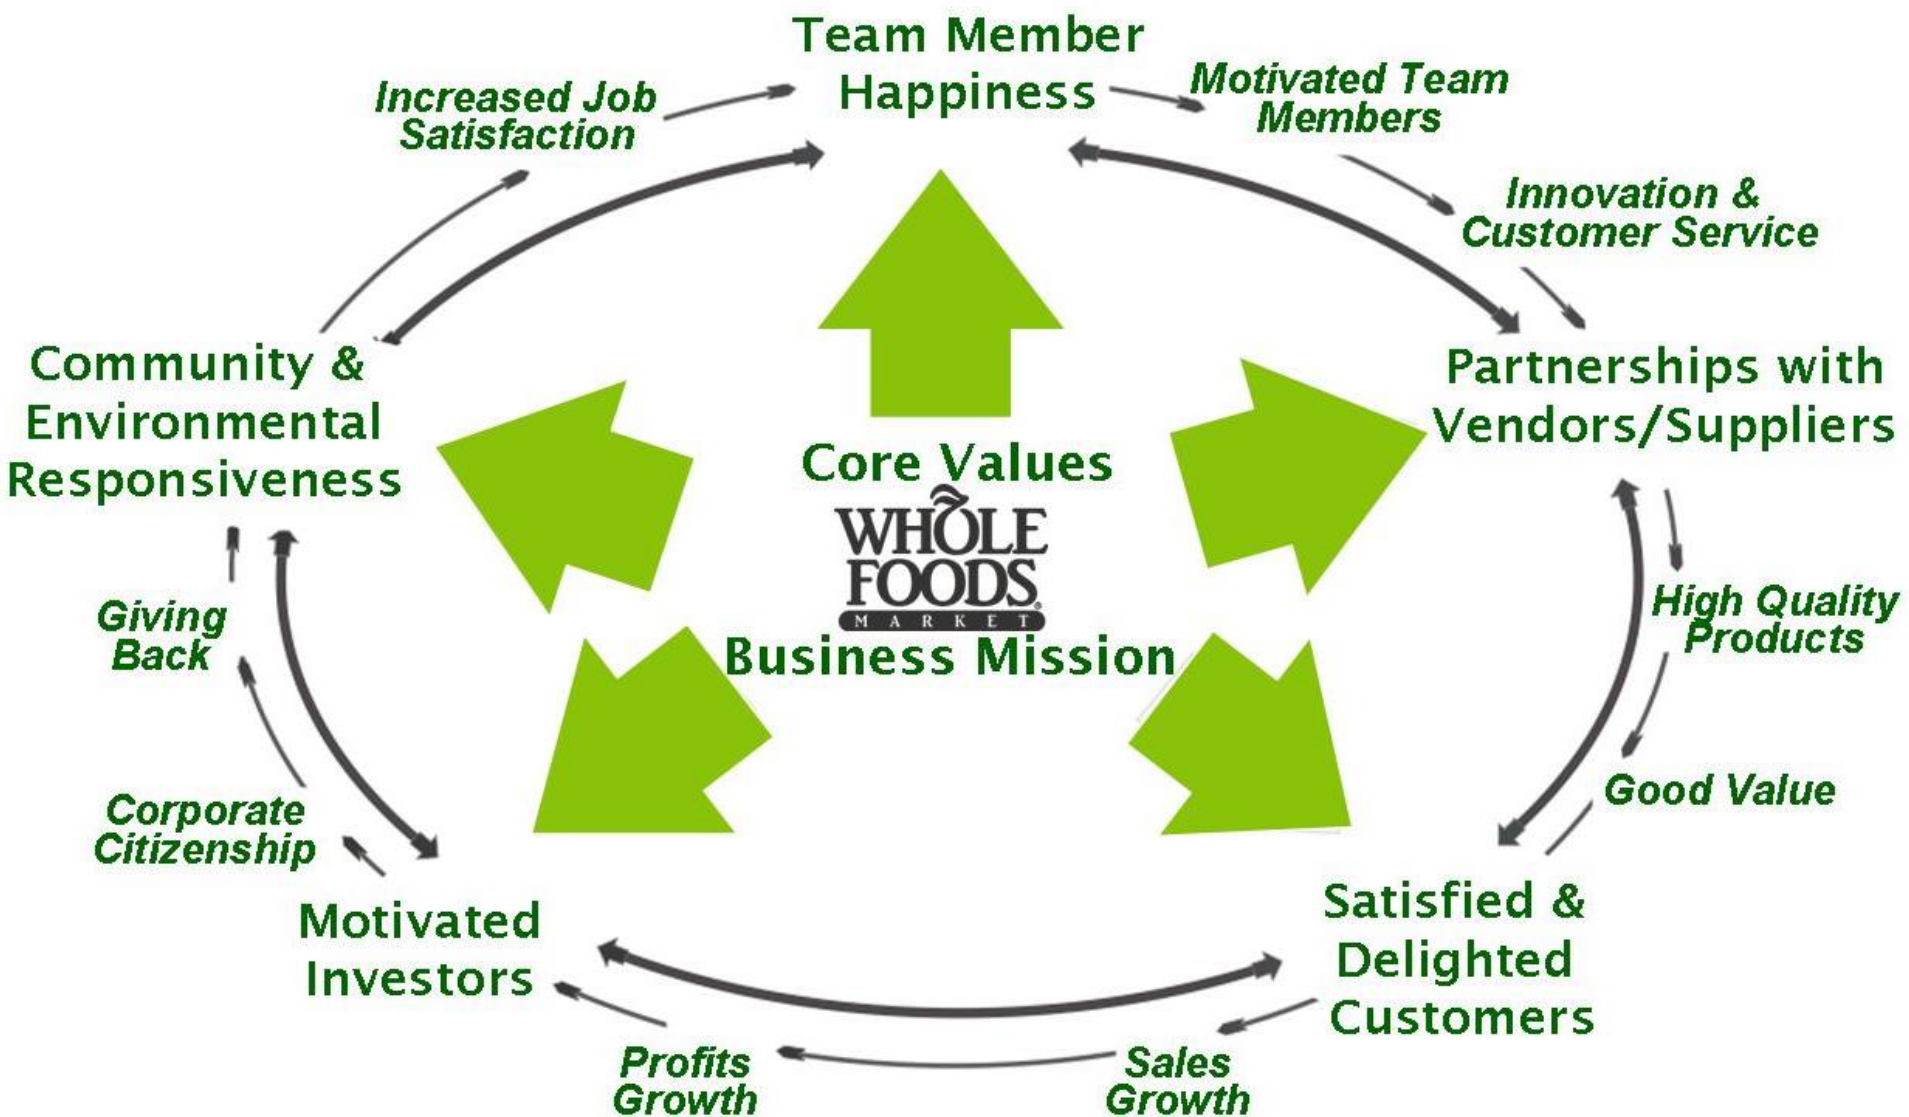 Team Member
Happiness
Increased Job
Satisfaction
Motivated Team
Members
Innovation &
Customer Service
Community &
Environmental
Responsiveness
Partnerships with
Vendors/Suppliers
Core Values
WHOLE
FOODS
MARKET
Business Mission
Giving
Back
High Quality
Products
Good Value
Corporate
Citizenship
Motivated
Investors
Satisfied &
Delighted
Customers
Profits
Growth
Sales
Growth